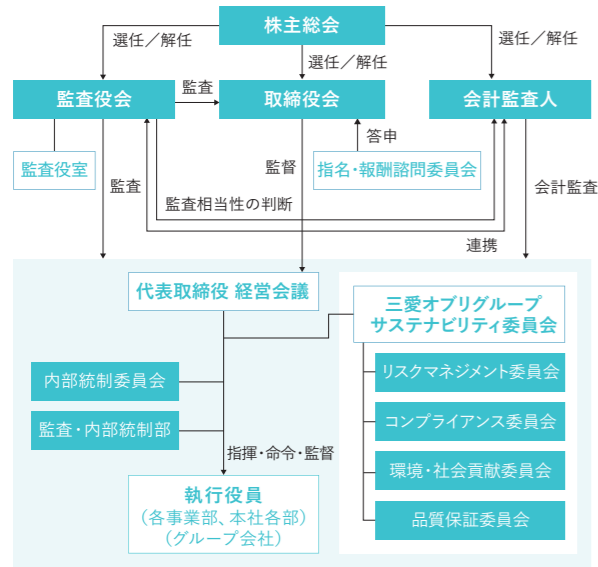 株主総会
選任／解任
選任／解任
選任／解任
監査役会
監査
取締役会
会計監査人
答申
監査役室
監査
監督
指名・報酬諮問委員会
会計監査
監査相当性の判断
連携
代表取締役 経営会議
三愛オブリグループ
サステナビリティ委員会
内部統制委員会
リスクマネジメント委員会
監査・内部統制部
コンプライアンス委員会
指揮・命令・監督
環境・社会貢献委員会
執行役員
（各事業部、本社各部）
（グループ会社）
品質保証委員会